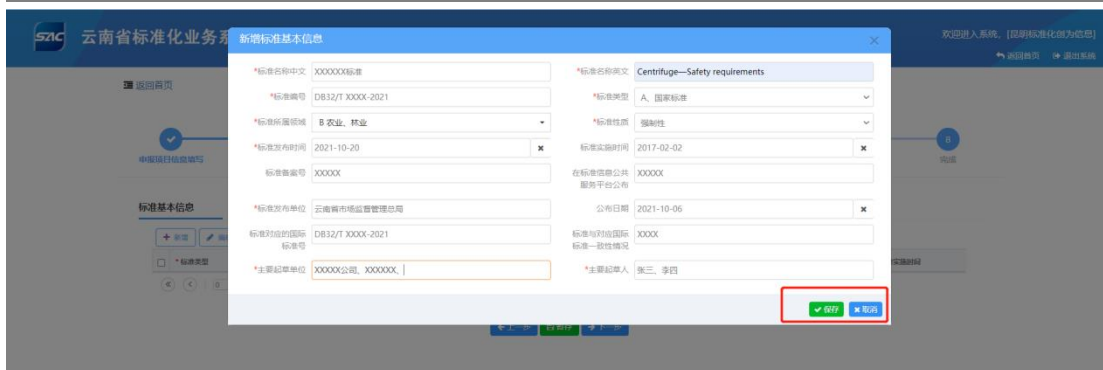 SAC 云南省标准化业务系
欢迎进入系统, [昆明标准化创为信息]
返回首页 退出系统
返回首页
申报项目信息填写
8
完成
新增标准基本信息
*标准名称中文 XXXXXX标准
*标准名称英文 Centrifuge—Safety requirements
*标准编号 DB32/T XXXX-2021
*标准类型 A、国家标准
*标准所属领域 B 农业、林业
*标准性质 强制性
*标准发布时间 2021-10-20
标准实施时间 2017-02-02
标准备案号 XXXXX
在标准信息公共服务平台公布 XXXXX
*标准发布单位 云南省市场监督管理总局
公布日期 2021-10-06
标准对应的国际标准号 DB32/T XXXX-2021
标准与对应国际标准一致性情况 XXXX
*主要起草单位 XXXXX公司、XXXXXX、
*主要起草人 张三、李四
保存 取消
标准基本信息
新增
*标准类型
实施时间
0
上一步 暂存 下一步